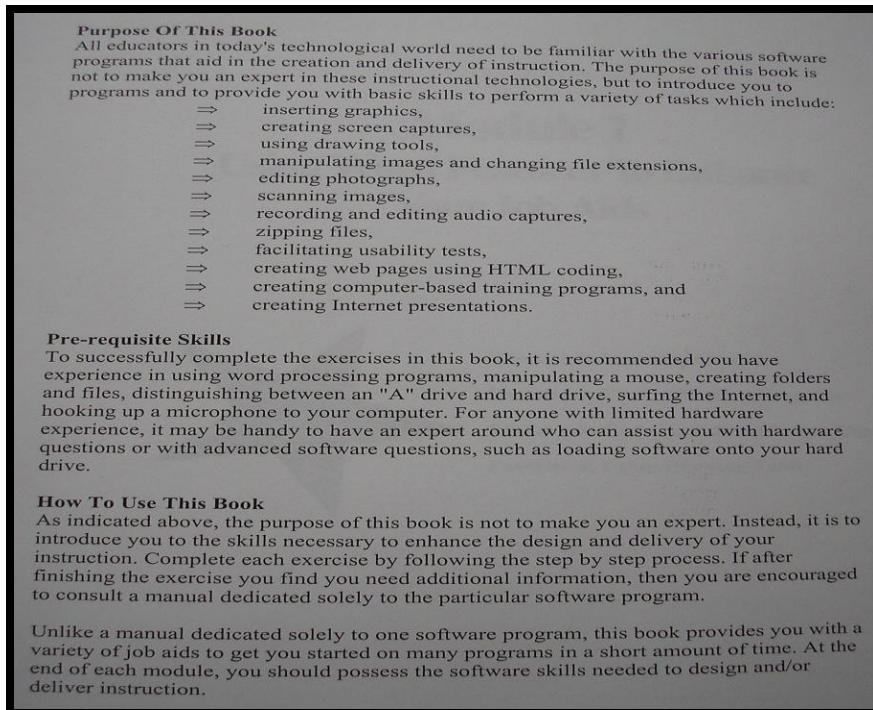 Purpose Of This Book
All educators in today's technological world need to be familiar with the various software
programs that aid in the creation and delivery of instruction. The purpose of this book is
not to make you an expert in these instructional technologies, but to introduce you to
programs and to provide you with basic skills to perform a variety of tasks which include:
⇒ inserting graphics,
⇒ creating screen captures,
⇒ using drawing tools,
⇒ manipulating images and changing file extensions,
⇒ editing photographs,
⇒ scanning images,
⇒ recording and editing audio captures,
⇒ zipping files,
⇒ facilitating usability tests,
⇒ creating web pages using HTML coding,
⇒ creating computer-based training programs, and
⇒ creating Internet presentations.
Pre-requisite Skills
To successfully complete the exercises in this book, it is recommended you have
experience in using word processing programs, manipulating a mouse, creating folders
and files, distinguishing between an "A" drive and hard drive, surfing the Internet, and
hooking up a microphone to your computer. For anyone with limited hardware
experience, it may be handy to have an expert around who can assist you with hardware
questions or with advanced software questions, such as loading software onto your hard
drive.
How To Use This Book
As indicated above, the purpose of this book is not to make you an expert. Instead, it is to
introduce you to the skills necessary to enhance the design and delivery of your
instruction. Complete each exercise by following the step by step process. If after
finishing the exercise you find you need additional information, then you are encouraged
to consult a manual dedicated solely to the particular software program.
Unlike a manual dedicated solely to one software program, this book provides you with a
variety of job aids to get you started on many programs in a short amount of time. At the
end of each module, you should possess the software skills needed to design and/or
deliver instruction.